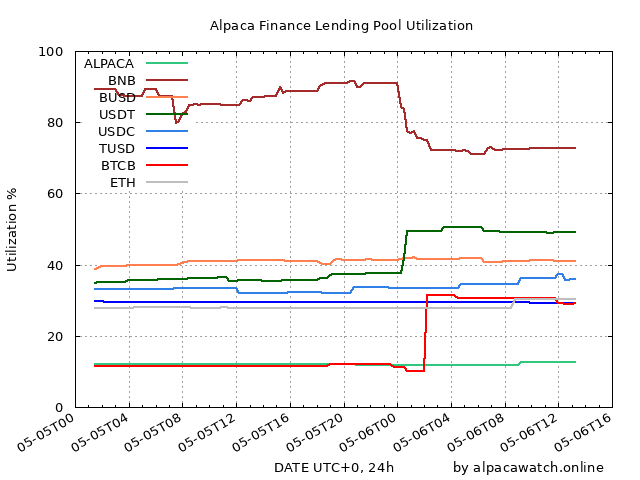 Alpaca Finance Lending Pool Utilization
Utilization %
100
80
60
40
20
0
ALPACA
BNB
BUSD
USDT
USDC
TUSD
BTCB
ETH
05-05T00
05-05T04
05-05T08
05-05T12
05-05T16
05-05T20
05-06T00
05-06T04
05-06T08
05-06T12
05-06T16
DATE UTC+0, 24h
by alpacawatch.online